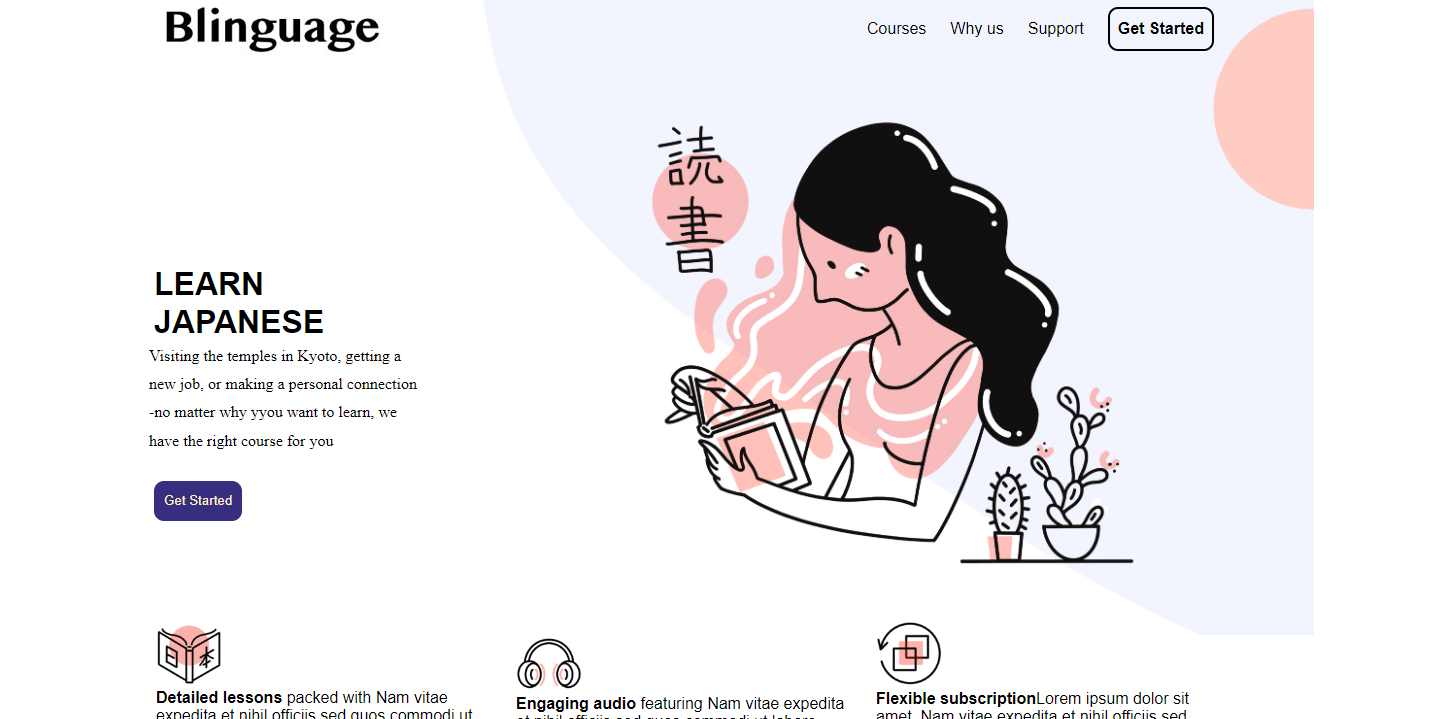 Blinguage
Courses Why us Support Get Started
読
書
LEARN
JAPANESE
Visiting the temples in Kyoto, getting a
new job, or making a personal connection
-no matter why yyou want to learn, we
have the right course for you
Get Started
日 本
Detailed lessons packed with Nam vitae
expedita et nihil officiis sed quos commodi ut
Engaging audio featuring Nam vitae expedita
et nihil officiis sed quos commodi ut labore
Flexible subscriptionLorem ipsum dolor sit
amet. Nam vitae expedita et nihil officiis sed